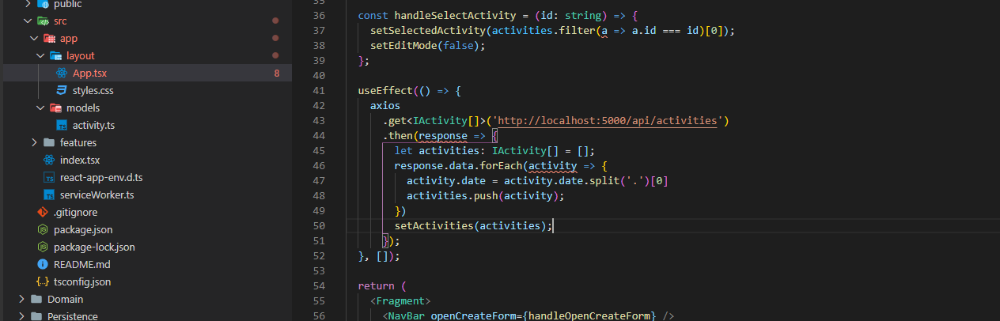 public
src
app
layout
App.tsx 8
styles.css
models
activity.ts
features
index.tsx
react-app-env.d.ts
serviceWorker.ts
.gitignore
package.json
package-lock.json
README.md
tsconfig.json
Domain
Persistence
35
36 const handleSelectActivity = (id: string) => {
37 setSelectedActivity(activities.filter(a => a.id === id)[0]);
38 setEditMode(false);
39 };
40
41 useEffect(() => {
42 axios
43 .get<IActivity[]>('http://localhost:5000/api/activities')
44 .then(response => {
45 let activities: IActivity[] = [];
46 response.data.forEach(activity => {
47 activity.date = activity.date.split('.')[0]
48 activities.push(activity);
49 })
50 setActivities(activities);
51 });
52 }, []);
53
54 return (
55 <Fragment>
56 <NavBar openCreateForm={handleOpenCreateForm} />